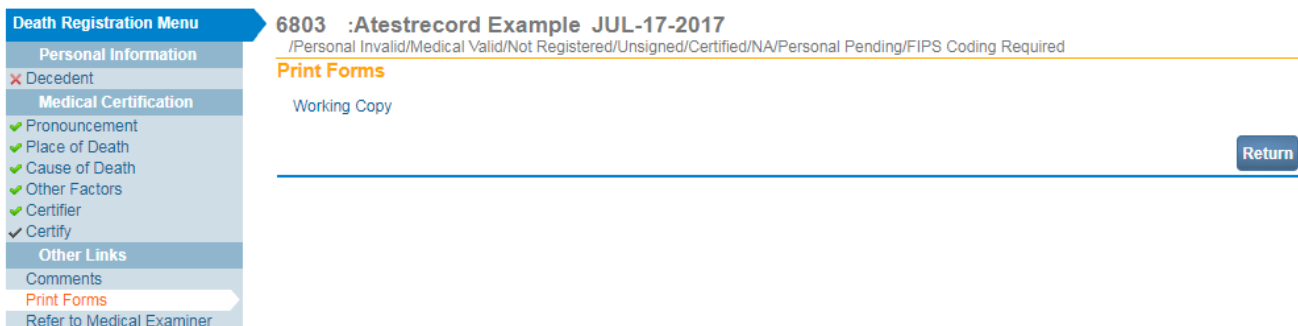 Death Registration Menu
Personal Information
Decedent
Medical Certification
Pronouncement
Place of Death
Cause of Death
Other Factors
Certifier
Certify
Other Links
Comments
Print Forms
Refer to Medical Examiner
6803 :Atestrecord Example JUL-17-2017
/Personal Invalid/Medical Valid/Not Registered/Unsigned/Certified/NA/Personal Pending/FIPS Coding Required
Print Forms
Working Copy
Return